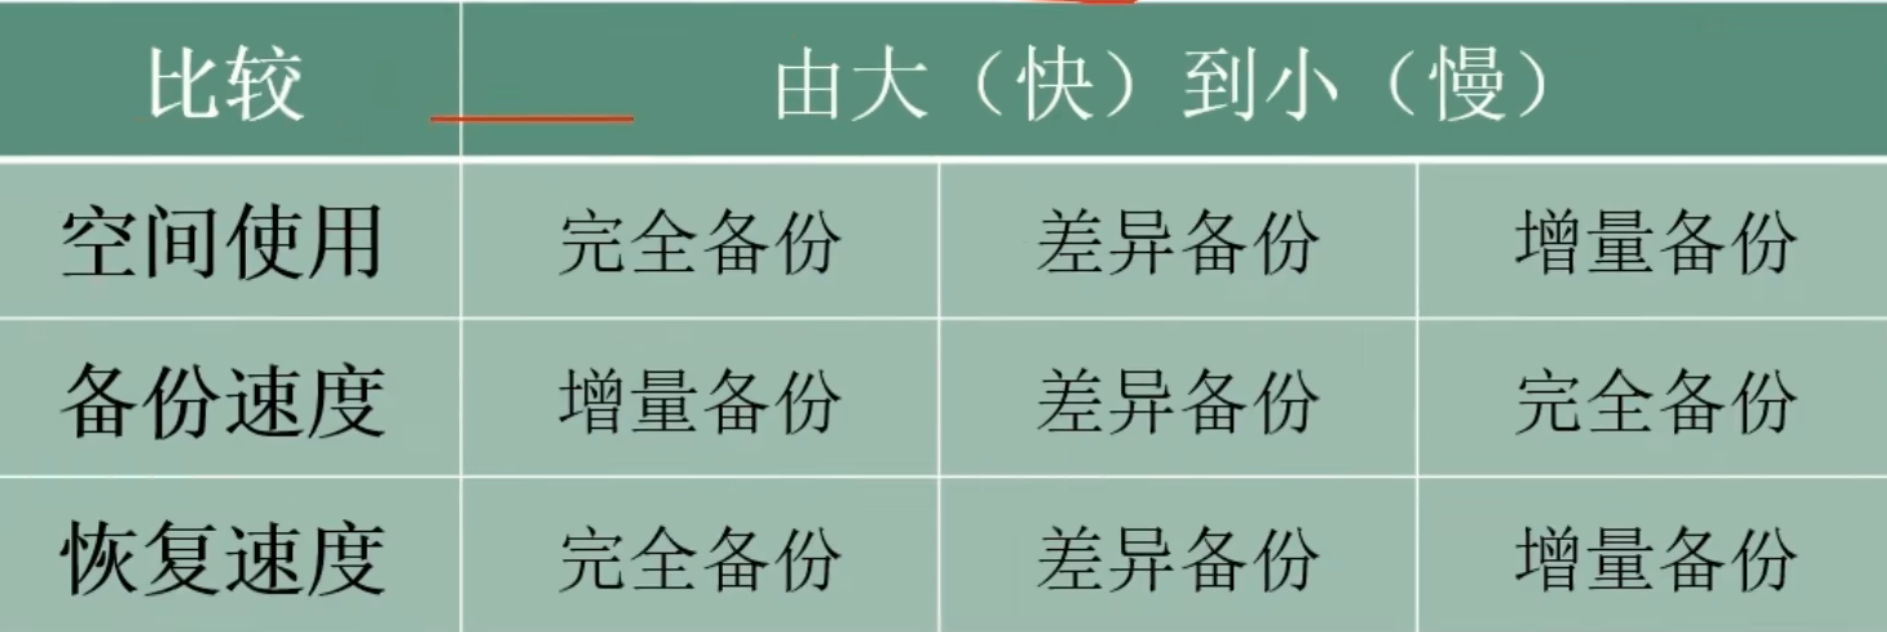 比较 由大（快）到小（慢）
空间使用 完全备份 差异备份 增量备份
备份速度 增量备份 差异备份 完全备份
恢复速度 完全备份 差异备份 增量备份